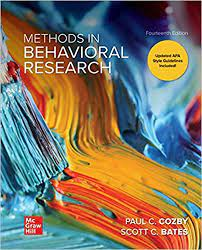 Fourteenth Edition
METHODS IN
BEHAVIORAL RESEARCH
Updated APA
Style Guidelines
Included!
Mc
Graw
Hill
PAUL C. COZBY
SCOTT C. BATES